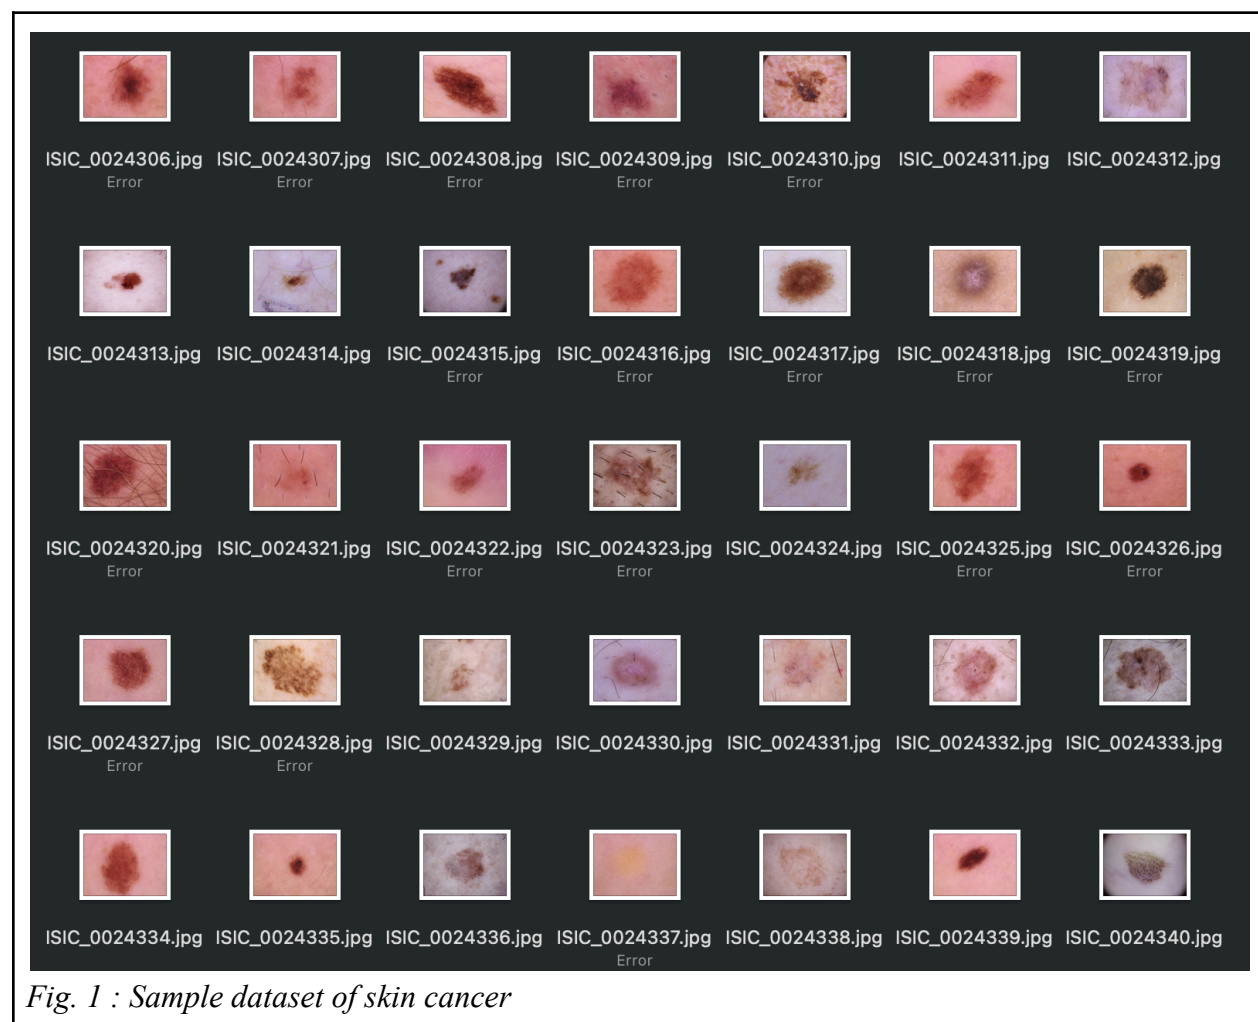 ISIC_0024306.jpg ISIC_0024307.jpg ISIC_0024308.jpg ISIC_0024309.jpg ISIC_0024310.jpg ISIC_0024311.jpg ISIC_0024312.jpg
Error Error Error Error Error
ISIC_0024313.jpg ISIC_0024314.jpg ISIC_0024315.jpg ISIC_0024316.jpg ISIC_0024317.jpg ISIC_0024318.jpg ISIC_0024319.jpg
Error Error Error Error Error
ISIC_0024320.jpg ISIC_0024321.jpg ISIC_0024322.jpg ISIC_0024323.jpg ISIC_0024324.jpg ISIC_0024325.jpg ISIC_0024326.jpg
Error Error Error Error Error
ISIC_0024327.jpg ISIC_0024328.jpg ISIC_0024329.jpg ISIC_0024330.jpg ISIC_0024331.jpg ISIC_0024332.jpg ISIC_0024333.jpg
Error Error
ISIC_0024334.jpg ISIC_0024335.jpg ISIC_0024336.jpg ISIC_0024337.jpg ISIC_0024338.jpg ISIC_0024339.jpg ISIC_0024340.jpg
Error
Fig. 1 : Sample dataset of skin cancer